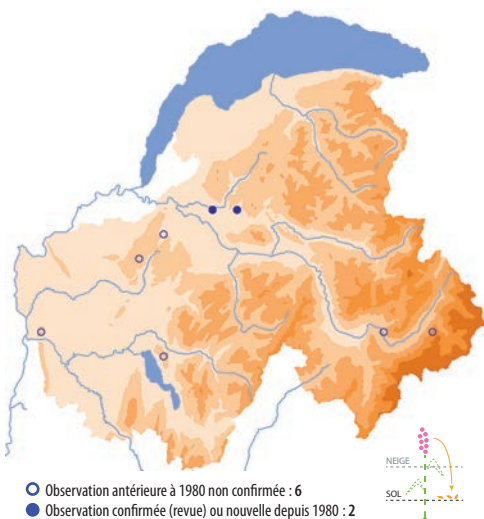 NEIGE
SOL
Observation antérieure à 1980 non confirmée : 6
Observation confirmée (revue) ou nouvelle depuis 1980 : 2